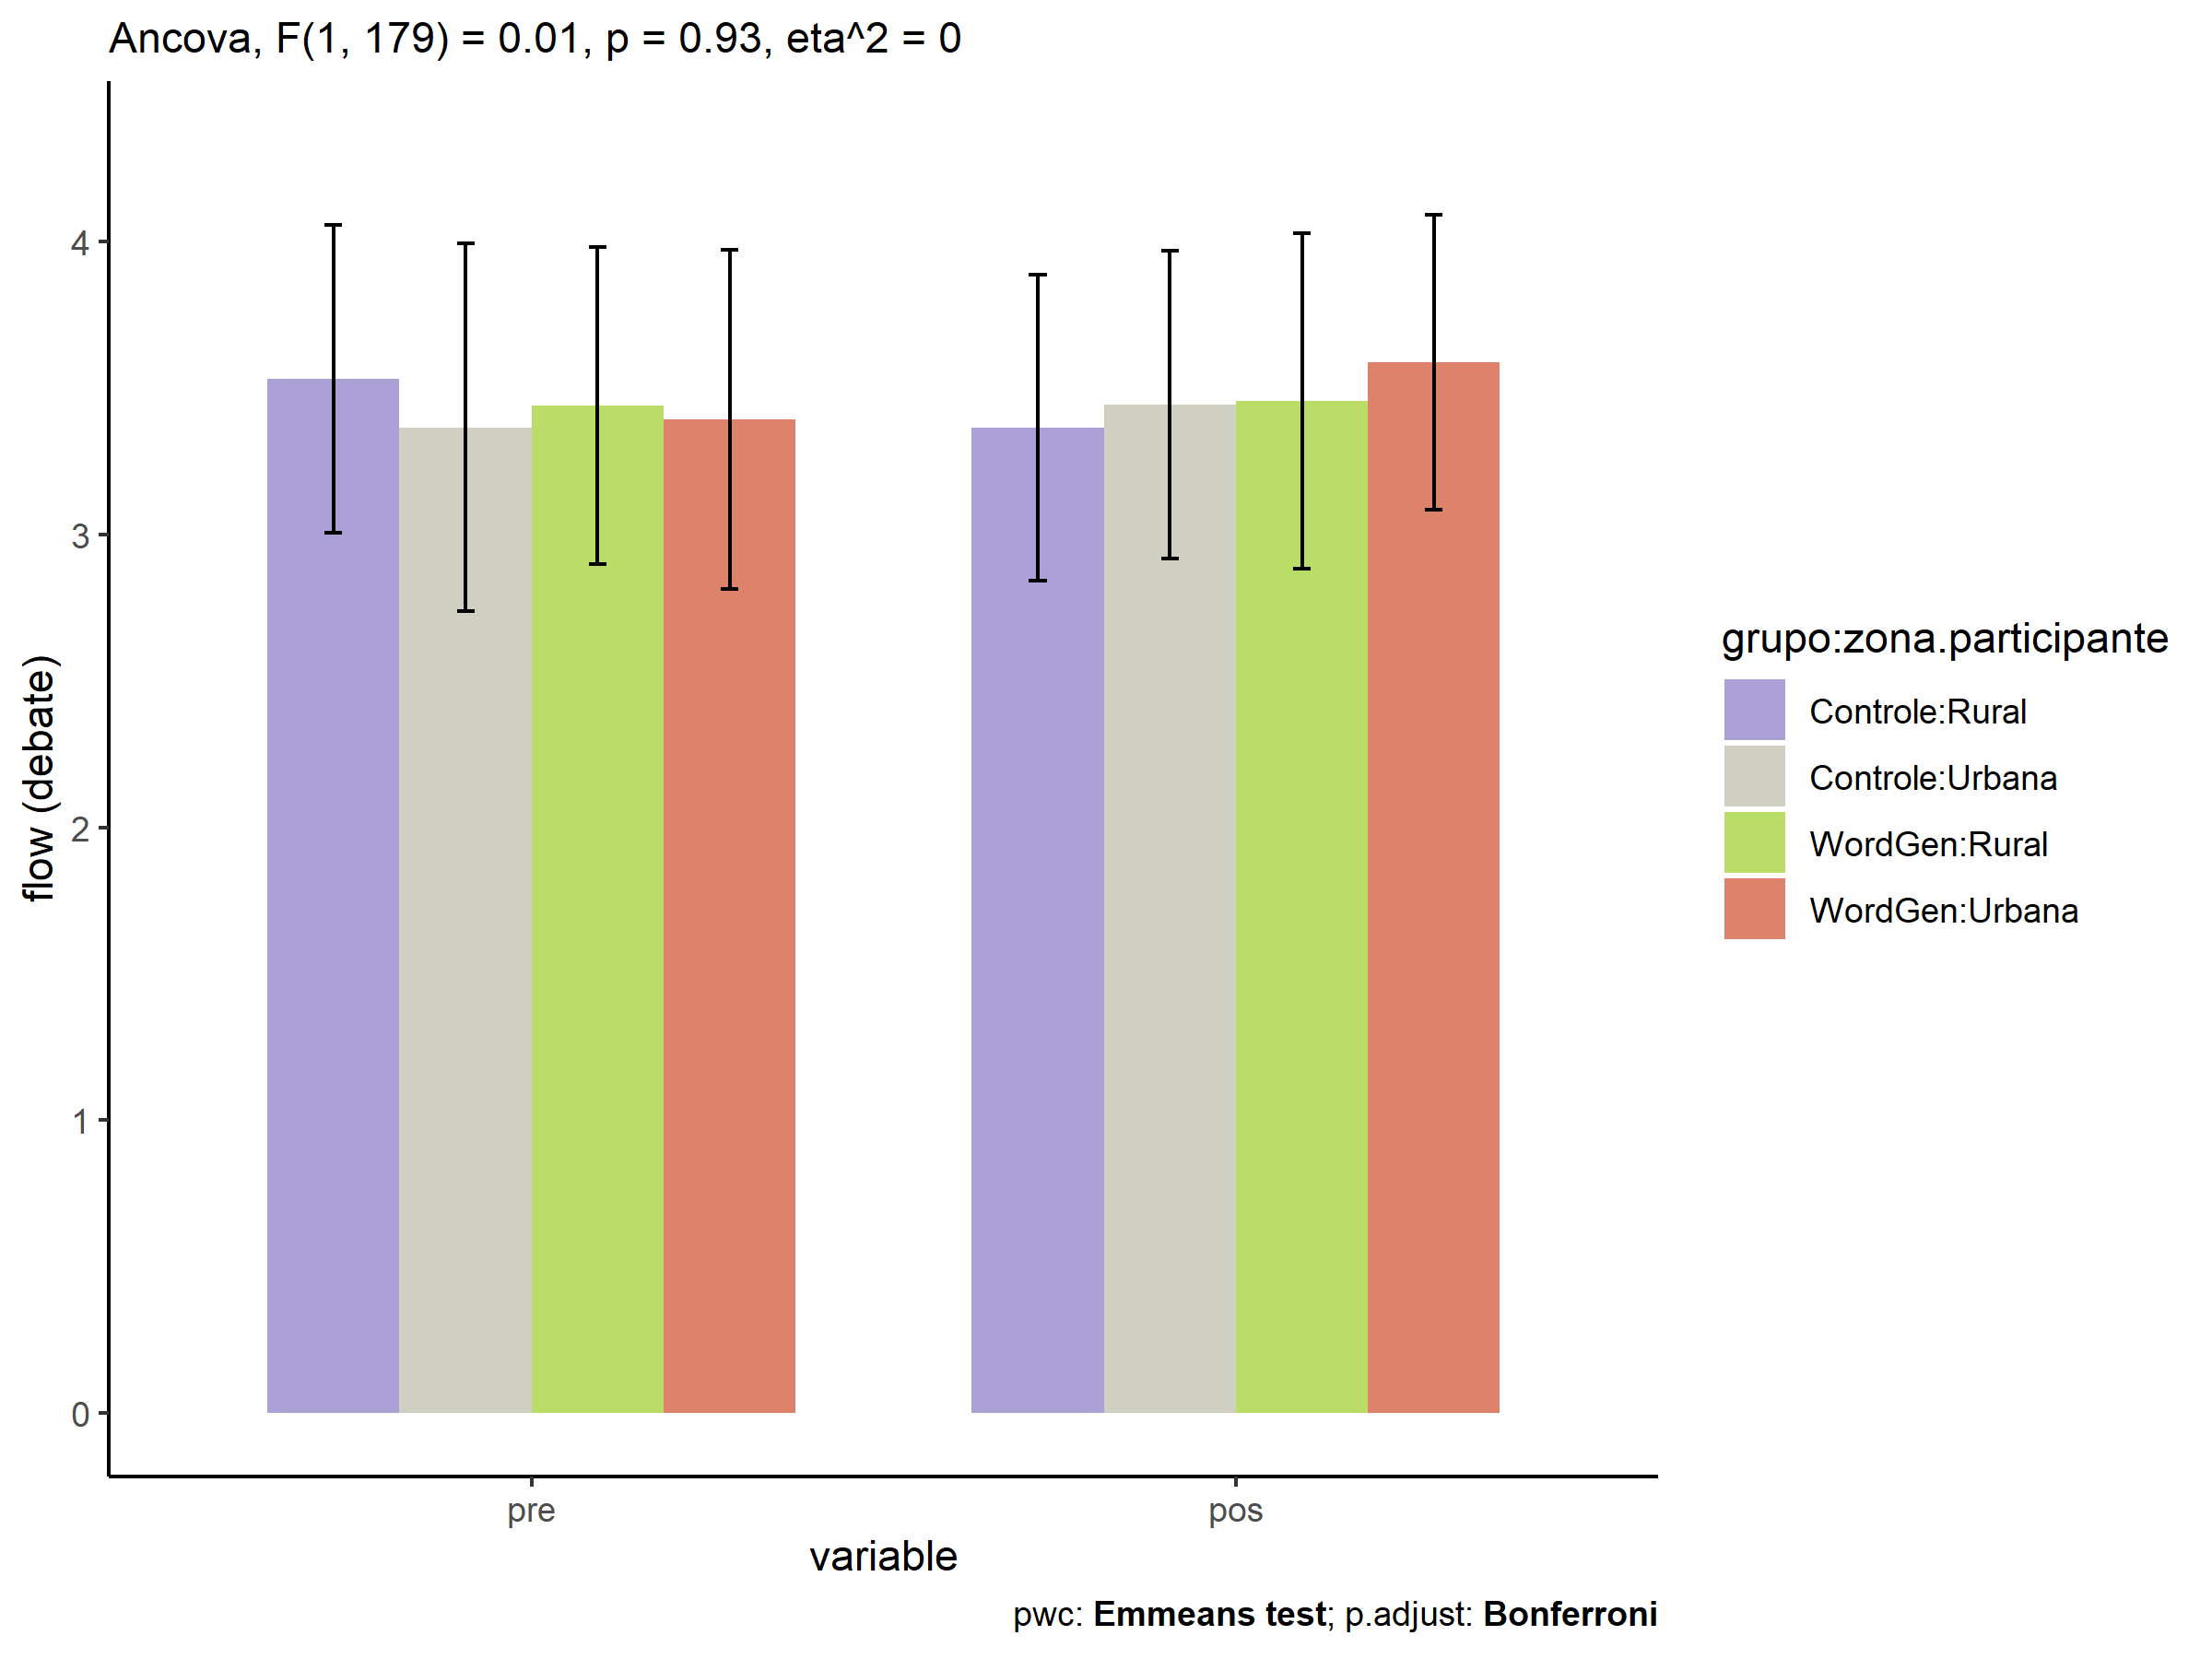 Ancova, F(1, 179) = 0.01, p = 0.93, eta^2 = 0
flow (debate)
4
3
2
1
0
pre
pos
variable
grupo:zona.participante
Controle:Rural
Controle:Urbana
WordGen:Rural
WordGen:Urbana
pwc: Emmeans test; p.adjust: Bonferroni